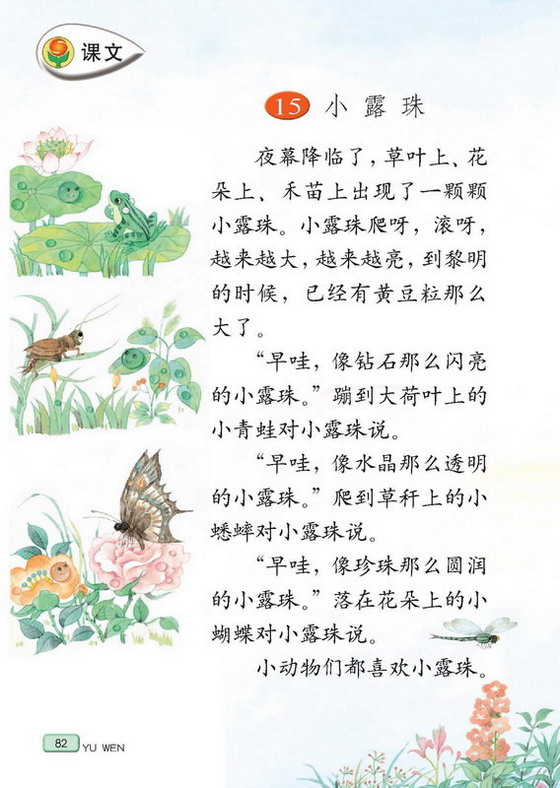 课文
15 小露珠
夜幕降临了，草叶上、花
朵上、禾苗上出现了一颗颗
小露珠。小露珠爬呀，滚呀，
越来越大，越来越亮，到黎明
的时候，已经有黄豆粒那么
大了。
“早哇，像钻石那么闪亮
的小露珠。”蹦到大荷叶上的
小青蛙对小露珠说。
“早哇，像水晶那么透明
的小露珠。”爬到草秆上的小
蟋蟀对小露珠说。
“早哇，像珍珠那么圆润
的小露珠。”落在花朵上的小
蝴蝶对小露珠说。
小动物们都喜欢小露珠。
82 YU WEN